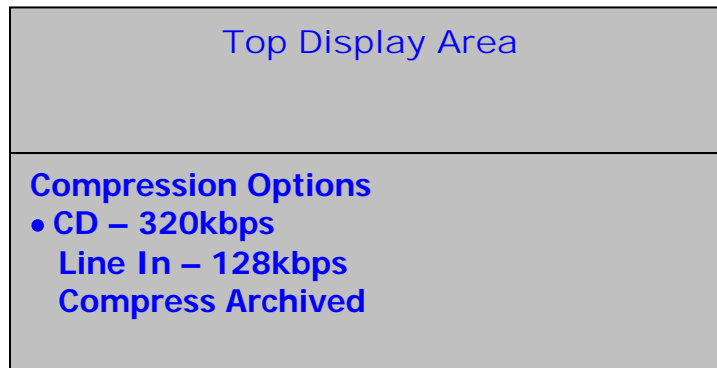 Top Display Area
Compression Options
• CD – 320kbps
Line In – 128kbps
Compress Archived